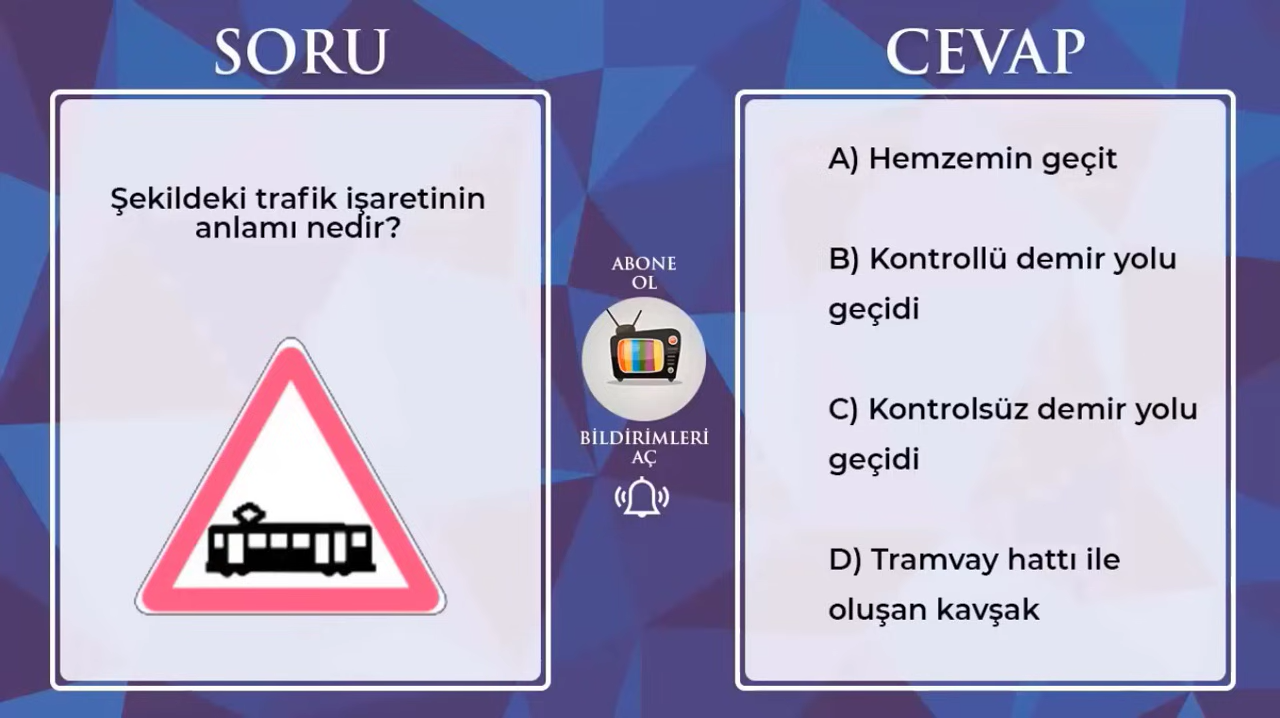 SORU
Şekildeki trafik işaretinin
anlamı nedir?
ABONE
OL
BİLDİRİMLERİ
AÇ
CEVAP
A) Hemzemin geçit
B) Kontrollü demir yolu
geçidi
C) Kontrolsüz demir yolu
geçidi
D) Tramvay hattı ile
oluşan kavşak